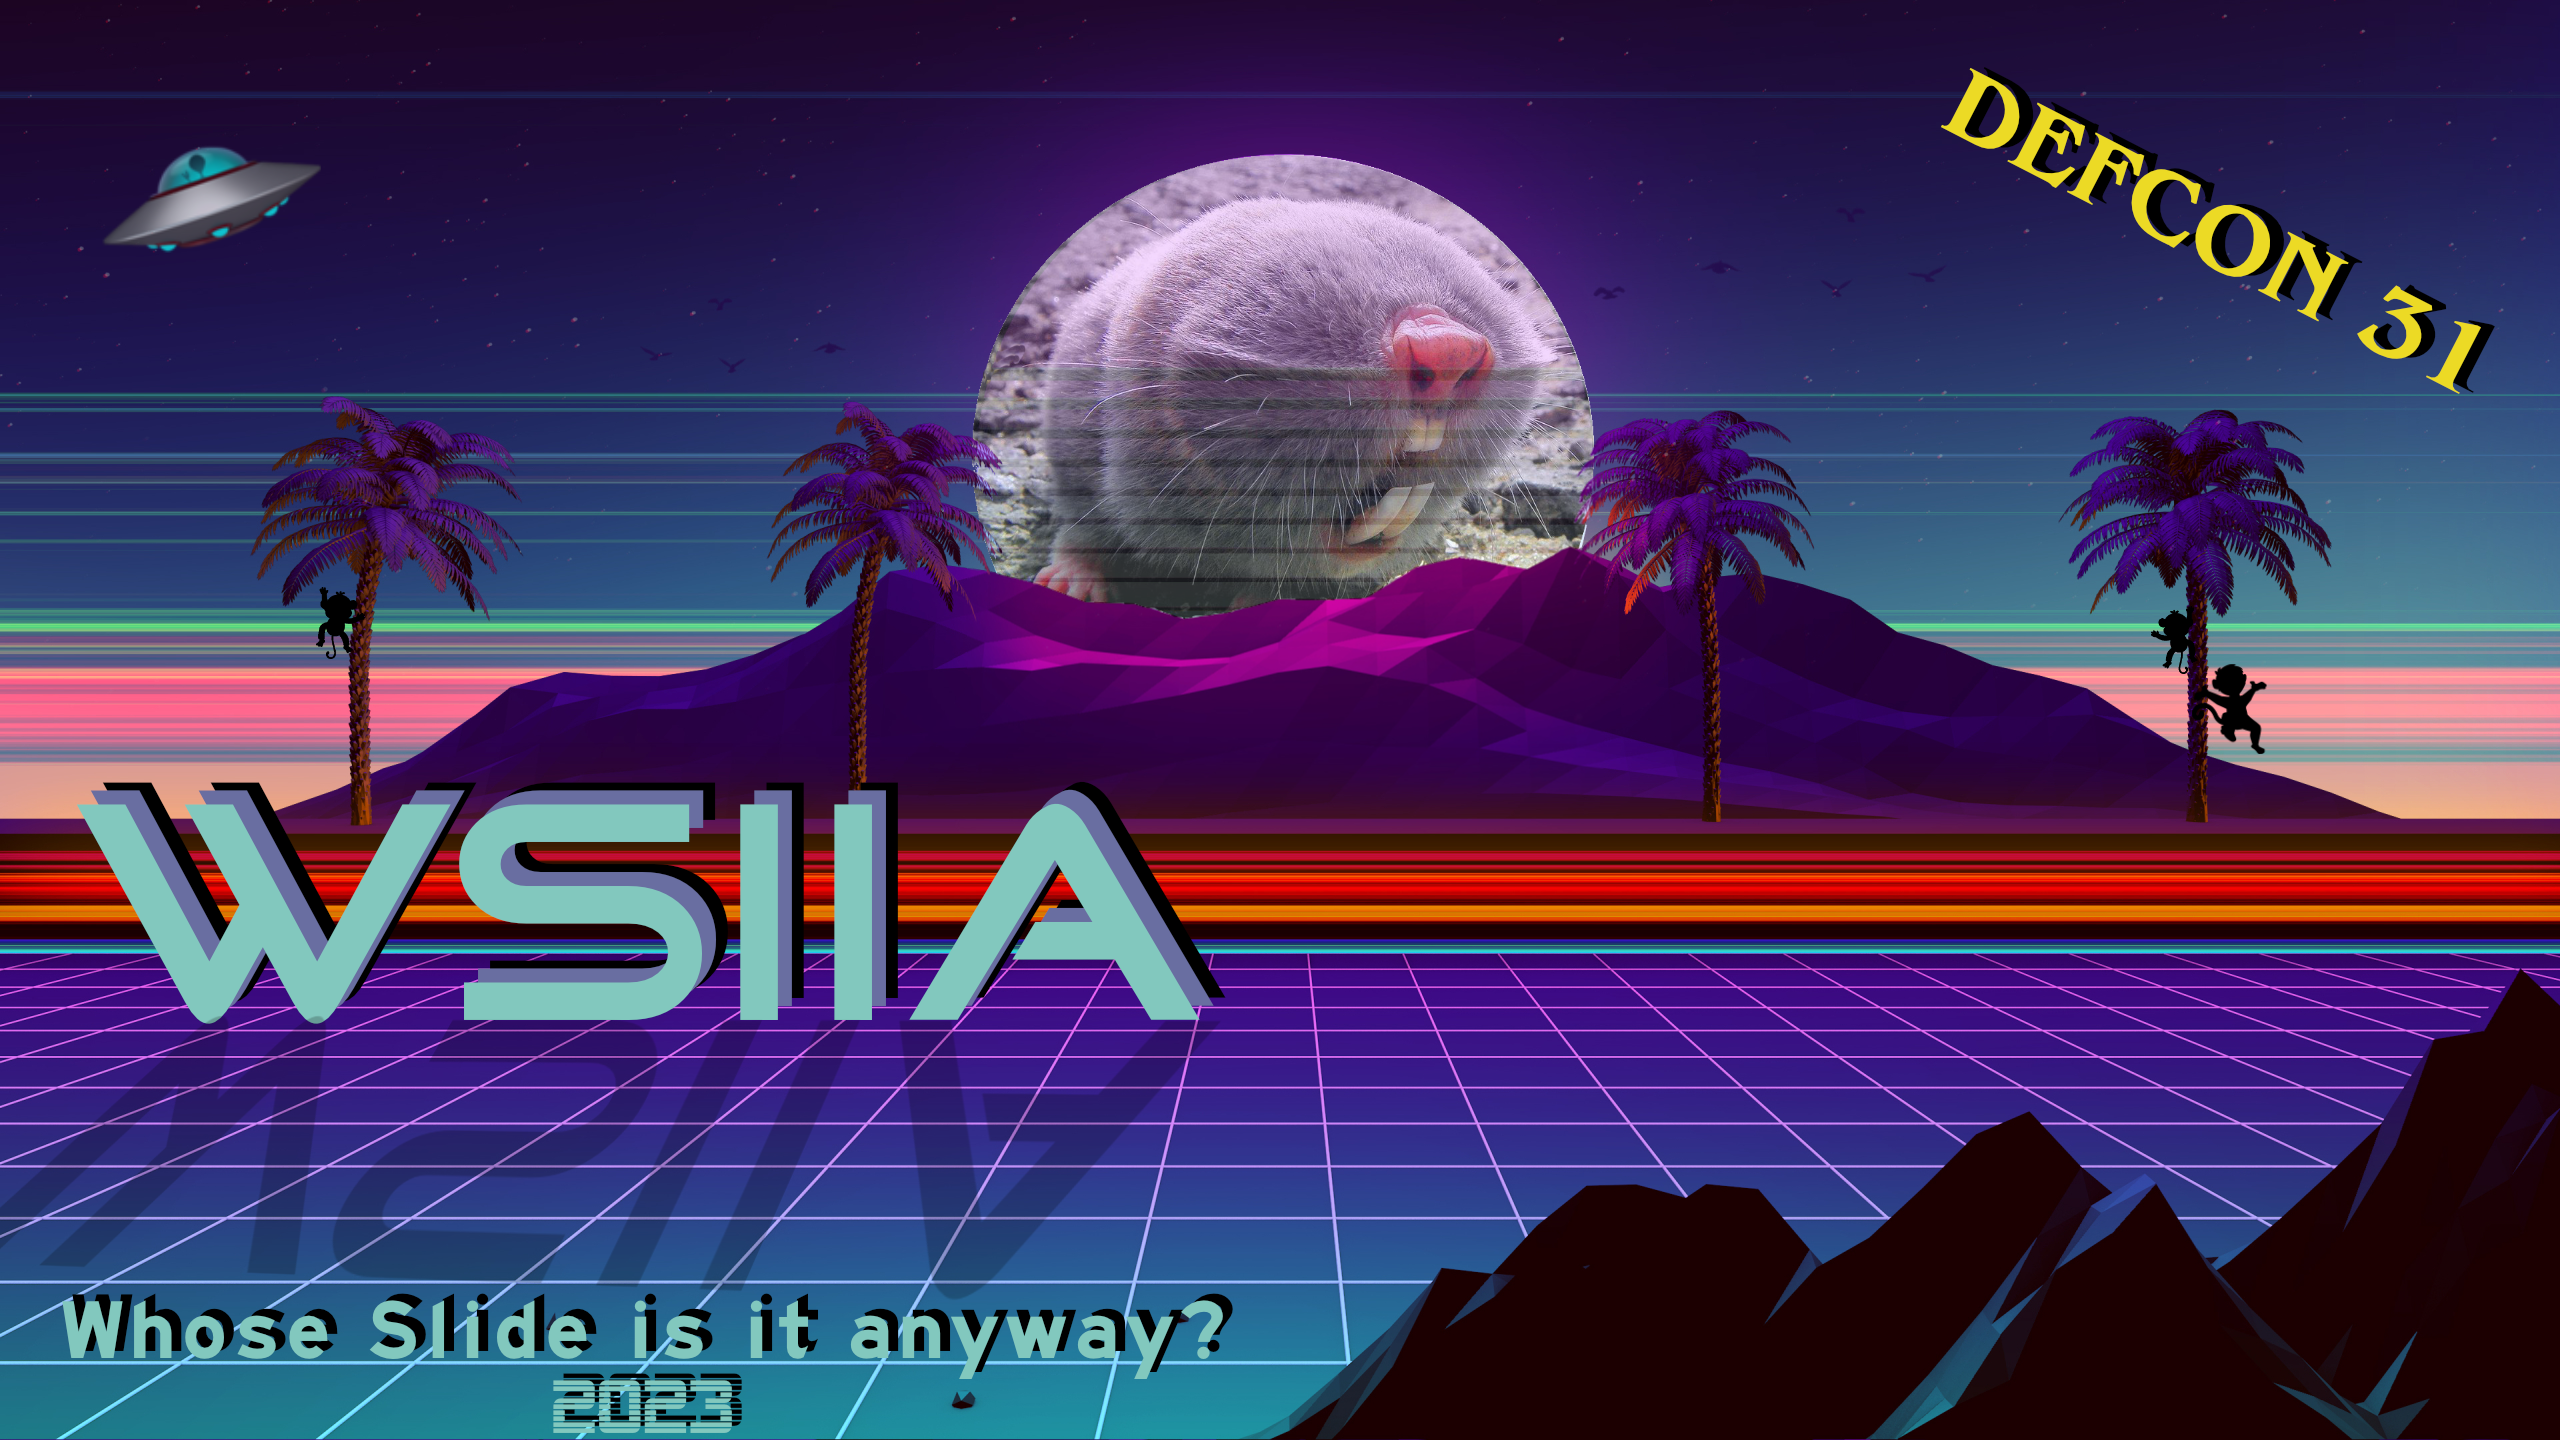 DEFCON 31
WSIIA
Whose Slide is it anyway?
2023